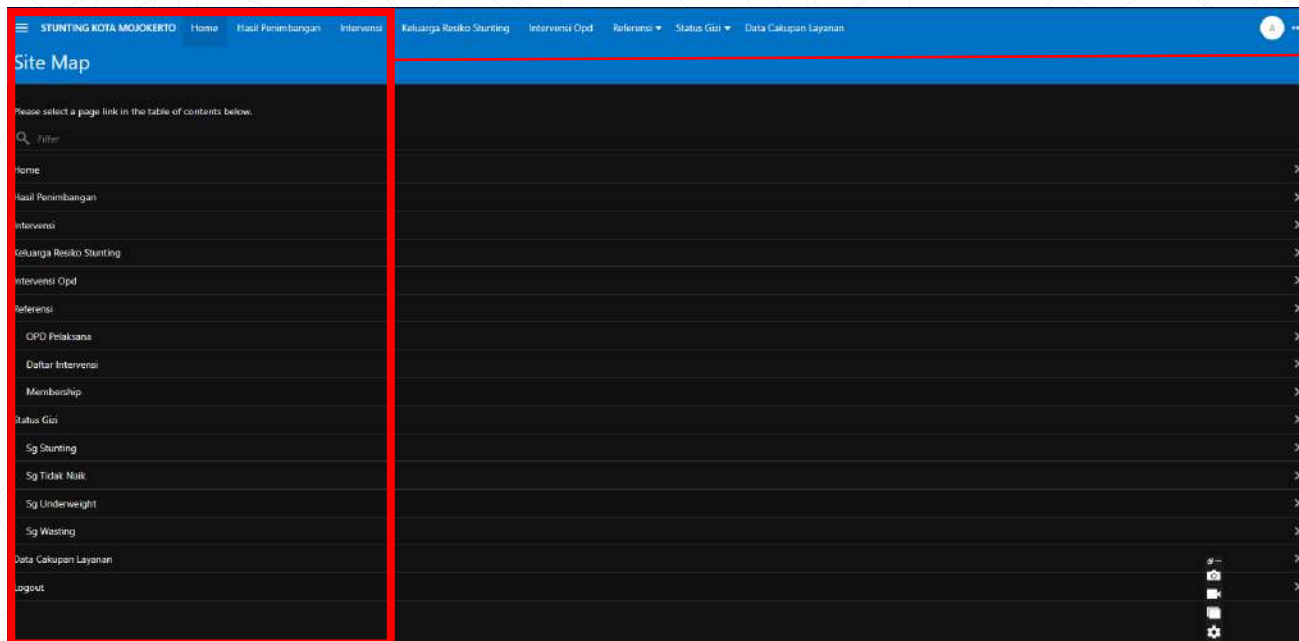 STUNTING KOTA MOJOKERTO Home Hasil Penimbangan Intervensi Keluarga Resiko Stunting Intervensi Opd Referensi Status Gizi Data Cakupan Layanan A
Site Map
Please select a page link in the table of contents below.
Filter
Home
Hasil Penimbangan
Intervensi
Keluarga Resiko Stunting
Intervensi Opd
Referensi
OPD Pelaksana
Daftar Intervensi
Membership
Status Gizi
Sg Stunting
Sg Tidak Naik
Sg Underweight
Sg Wasting
Data Cakupan Layanan
Logout